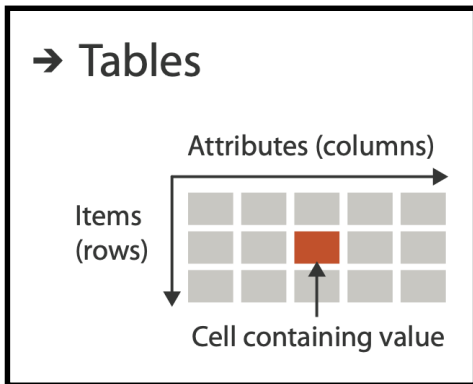 ➔ Tables
Attributes (columns)
Items
(rows)
Cell containing value